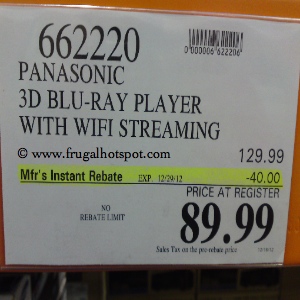 662220
0000006622206
PANASONIC
3D BLU-RAY PLAYER
WITH WIFI STREAMING
© www.frugalhotspot.com
129.99
Mfr's Instant Rebate EXP. 12/29/12 -40.00
PRICE AT REGISTER
NO
REBATE LIMIT
89.99
Sales Tax on the pre-rebate price